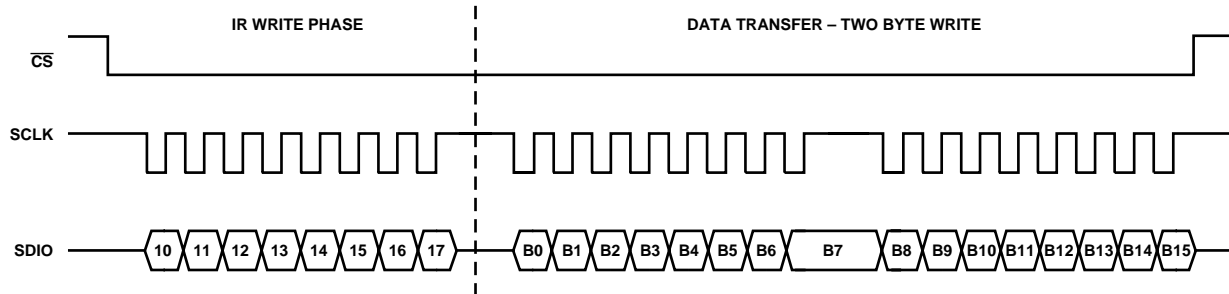 IR WRITE PHASE DATA TRANSFER – TWO BYTE WRITE
CS
SCLK
SDIO 10 11 12 13 14 15 16 17 B0 B1 B2 B3 B4 B5 B6 B7 B8 B9 B10 B11 B12 B13 B14 B15